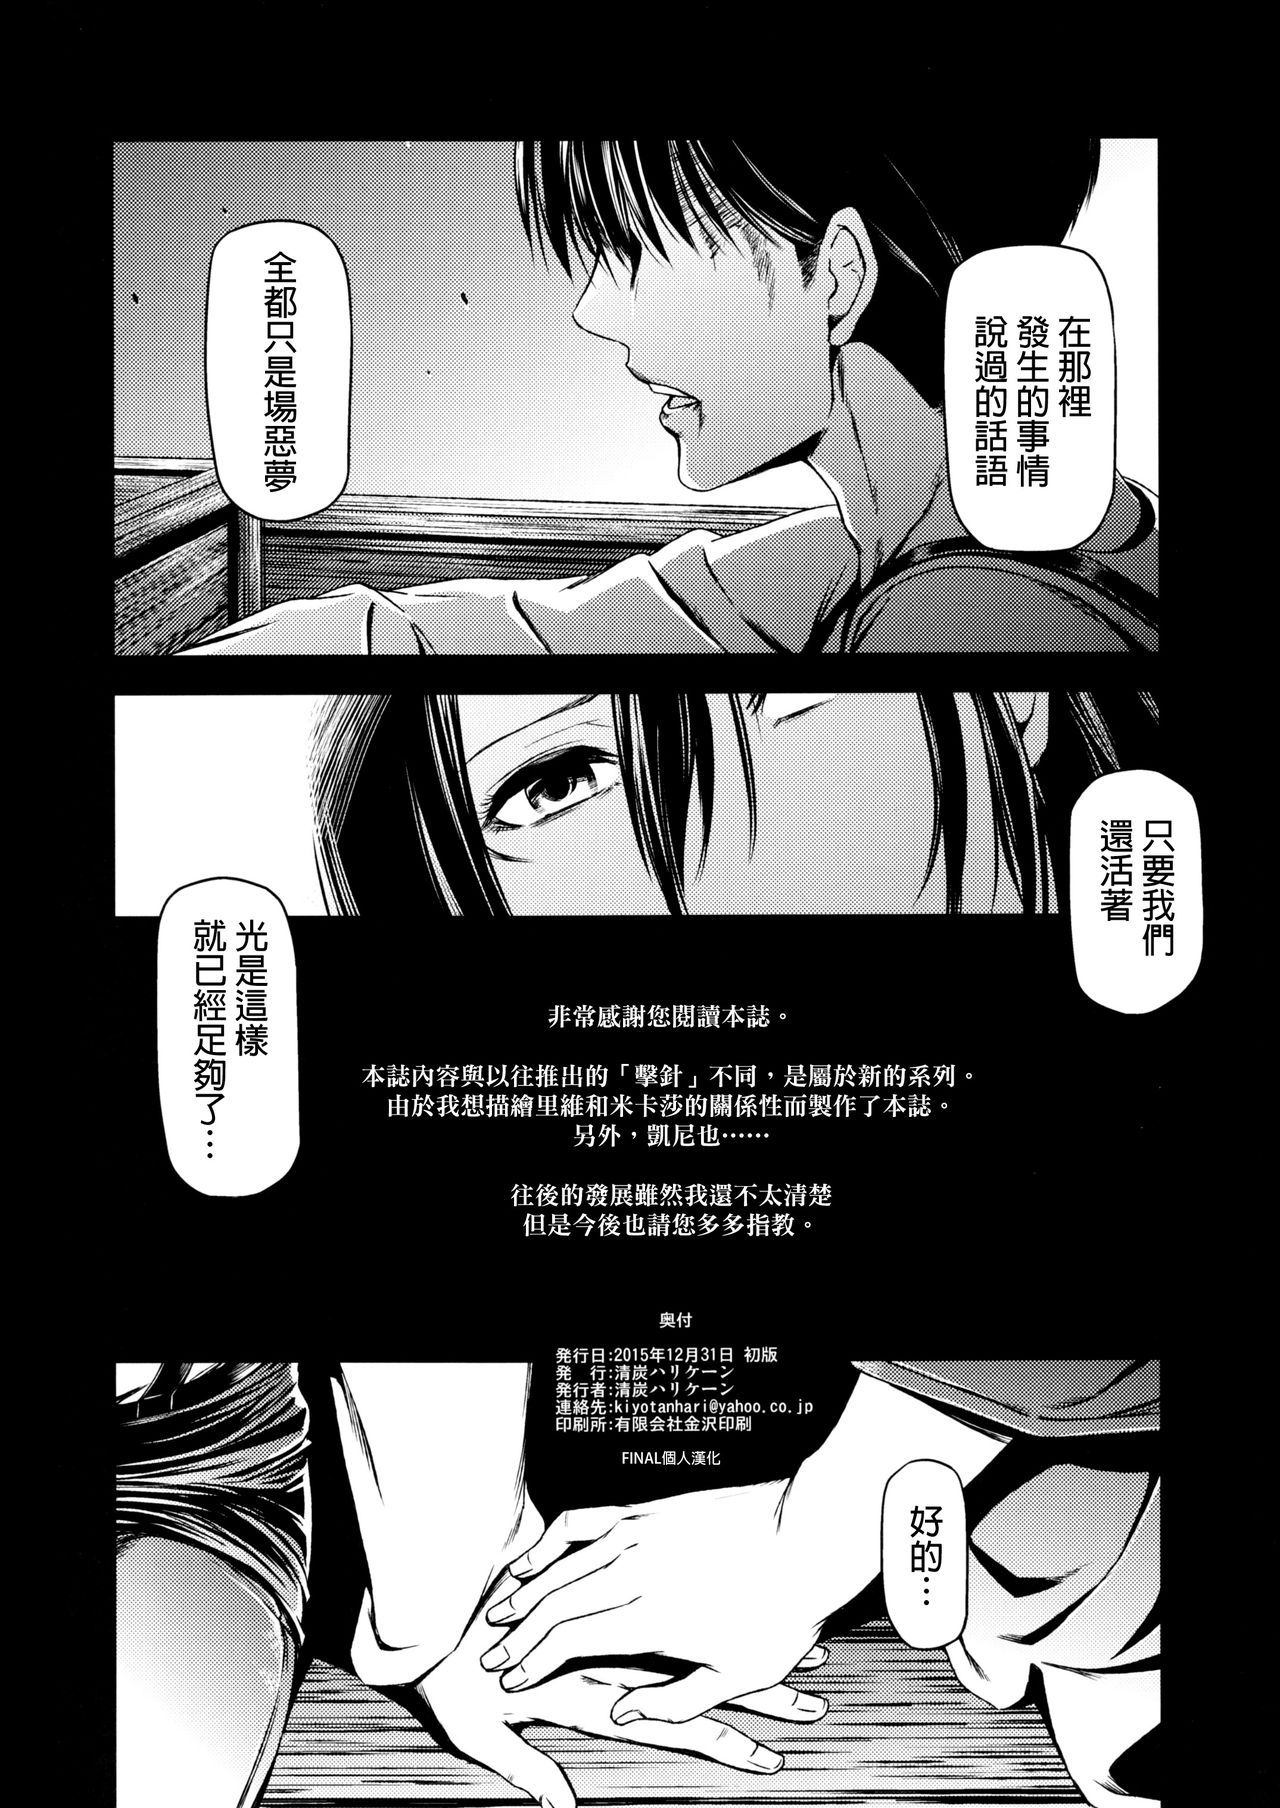 在那裡
發生的事情
說過的話語
全都只是場惡夢
只要我們
還活著
光是這樣
就已經足夠了…
非常感謝您閱讀本誌。
本誌內容與以往推出的「擊針」不同，是屬於新的系列。
由於我想描繪里維和米卡莎的關係性而製作了本誌。
另外，凱尼也……
往後的發展雖然我還不太清楚
但是今後也請您多多指教。
奥付
発行日:2015年12月31日 初版
発　行:清炭ハリケーン
発行者:清炭ハリケーン
連絡先:kiyotanhari@yahoo.co.jp
印刷所:有限会社金沢印刷
FINAL個人漢化
好的…